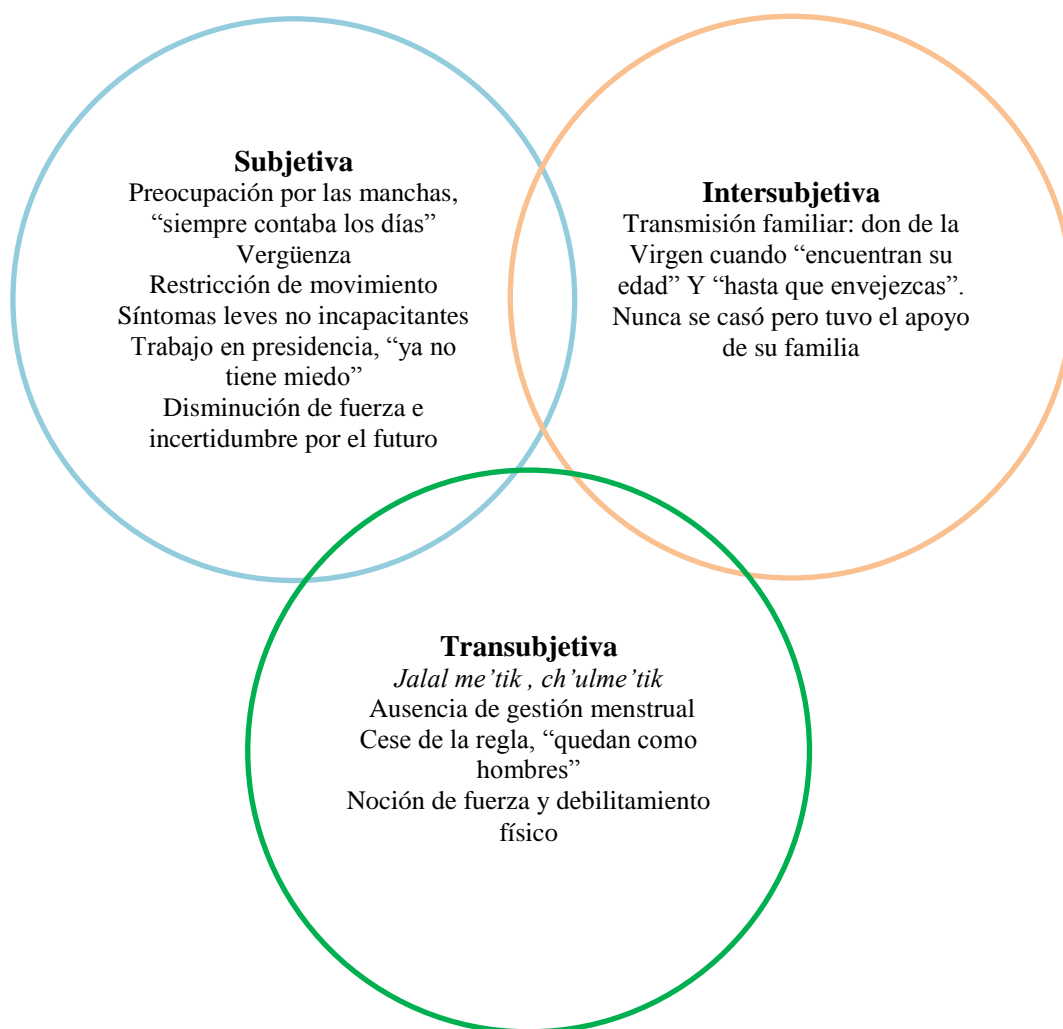 Subjetiva
Preocupación por las manchas,
“siempre contaba los días”
Vergüenza
Restricción de movimiento
Síntomas leves no incapacitantes
Trabajo en presidencia, “ya no
tiene miedo”
Disminución de fuerza e
incertidumbre por el futuro
Intersubjetiva
Transmisión familiar: don de la
Virgen cuando “encuentran su
edad” Y “hasta que envejezcas”.
Nunca se casó pero tuvo el apoyo
de su familia
Transubjetiva
Jalal me’tik , ch’ulme’tik
Ausencia de gestión menstrual
Cese de la regla, “quedan como
hombres”
Noción de fuerza y debilitamiento
físico